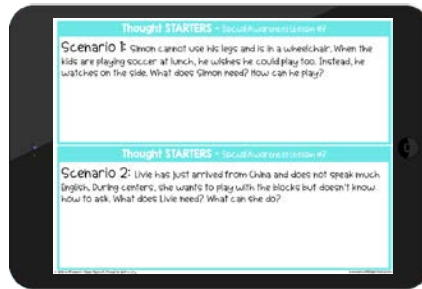 Thought STARTERS - Social Awareness Lesson #7
Scenario 1: Simon cannot use his legs and is in a wheelchair. When the
kids are playing soccer at lunch, he wishes he could play too. Instead, he
watches on the side. What does Simon need? How can he play?
Thought STARTERS - Social Awareness Lesson #7
Scenario 2: Livie has just arrived from China and does not speak much
English. During centers, she wants to play with the blocks but doesn't know
how to ask. What does Livie need? What can she do?